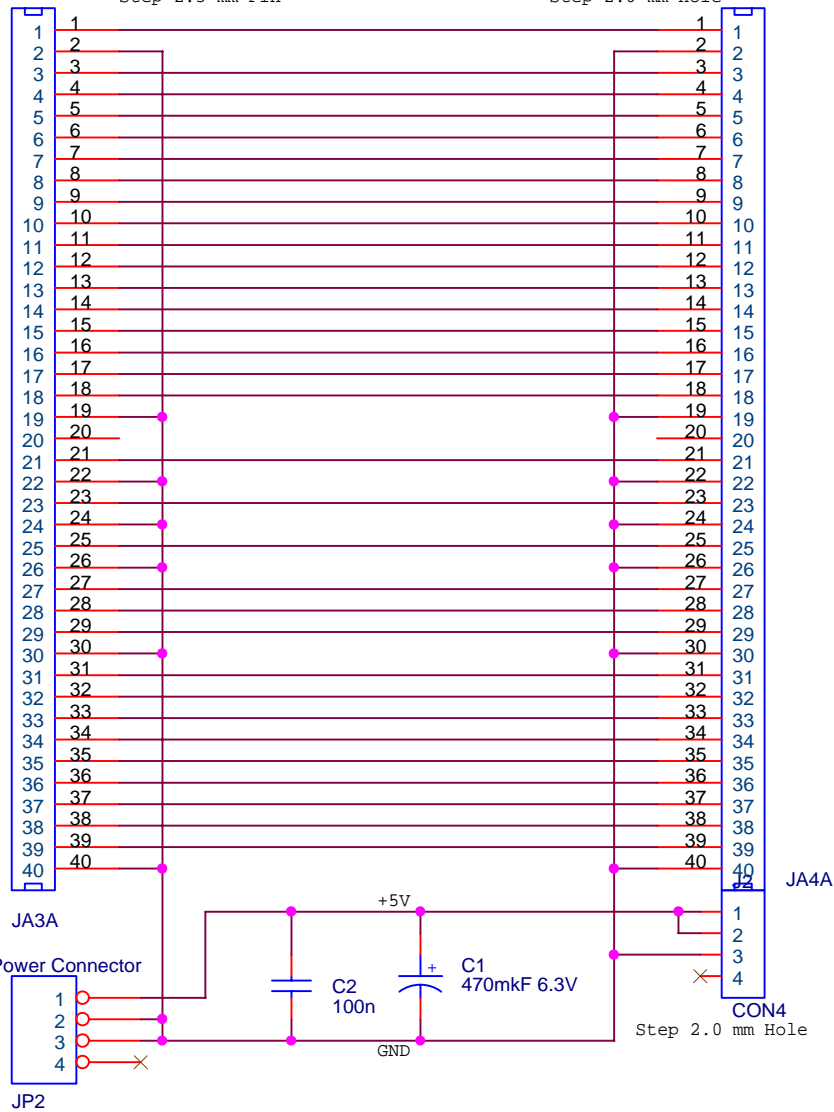 Step 2.5 mm Pin Step 2.0 mm Hole
1 1 1 1
2 2 2 2
3 3 3 3
4 4 4 4
5 5 5 5
6 6 6 6
7 7 7 7
8 8 8 8
9 9 9 9
10 10 10 10
11 11 11 11
12 12 12 12
13 13 13 13
14 14 14 14
15 15 15 15
16 16 16 16
17 17 17 17
18 18 18 18
19 19 19 19
20 20 20 20
21 21 21 21
22 22 22 22
23 23 23 23
24 24 24 24
25 25 25 25
26 26 26 26
27 27 27 27
28 28 28 28
29 29 29 29
30 30 30 30
31 31 31 31
32 32 32 32
33 33 33 33
34 34 34 34
35 35 35 35
36 36 36 36
37 37 37 37
38 38 38 38
39 39 39 39
40 40 40 40
J2 JA4A
JA3A
+5V
1
2
3
4
CON4
Step 2.0 mm Hole
Power Connector
1
2
3
4
JP2
C2
100n
C1
+
470mkF 6.3V
GND